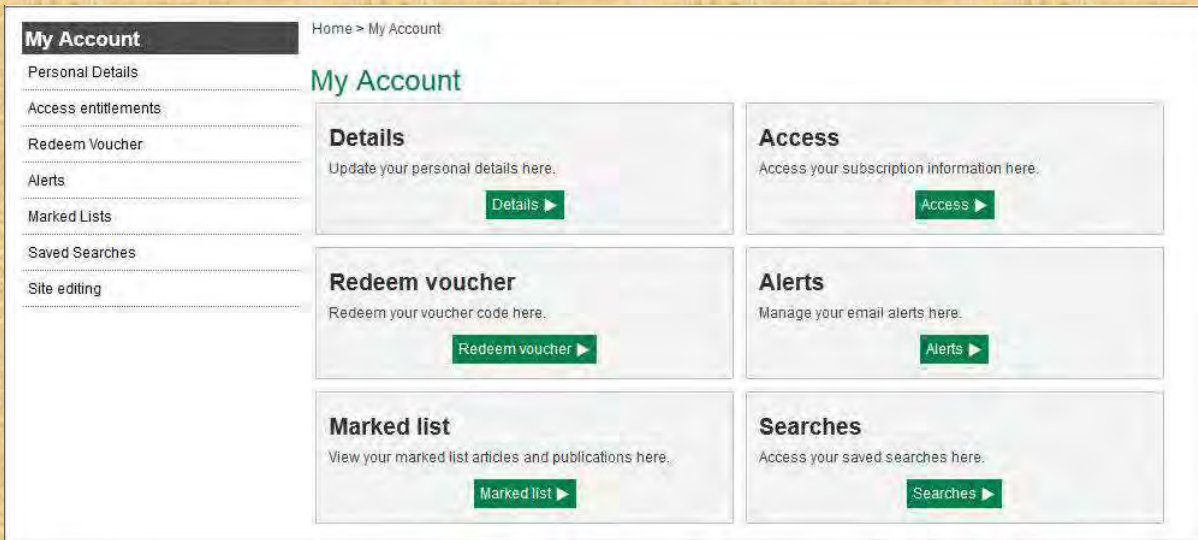 My Account
Personal Details
Access entitlements
Redeem Voucher
Alerts
Marked Lists
Saved Searches
Site editing
Home > My Account
My Account
Details
Update your personal details here.
Details
Access
Access your subscription information here.
Access
Redeem voucher
Redeem your voucher code here.
Redeem voucher
Alerts
Manage your email alerts here.
Alerts
Marked list
View your marked list articles and publications here.
Marked list
Searches
Access your saved searches here.
Searches